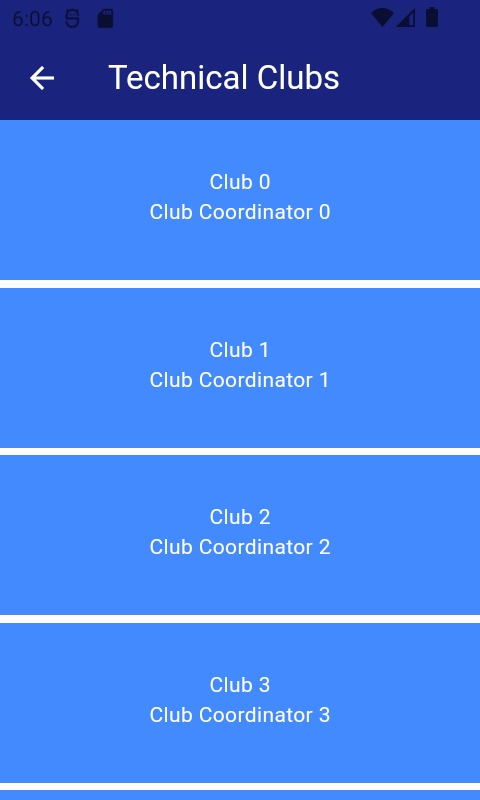 6:06
Technical Clubs
Club 0
Club Coordinator 0
Club 1
Club Coordinator 1
Club 2
Club Coordinator 2
Club 3
Club Coordinator 3